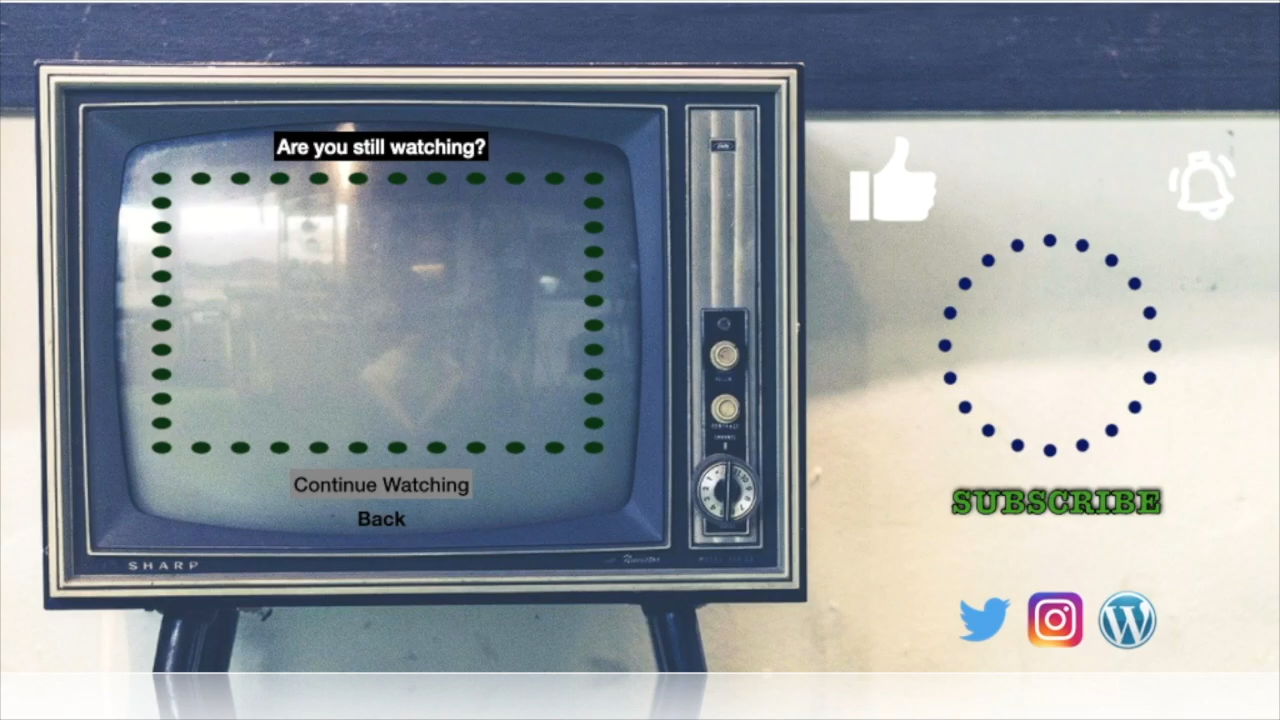 Are you still watching?
Continue Watching
Back
SHARP
SUBSCRIBE